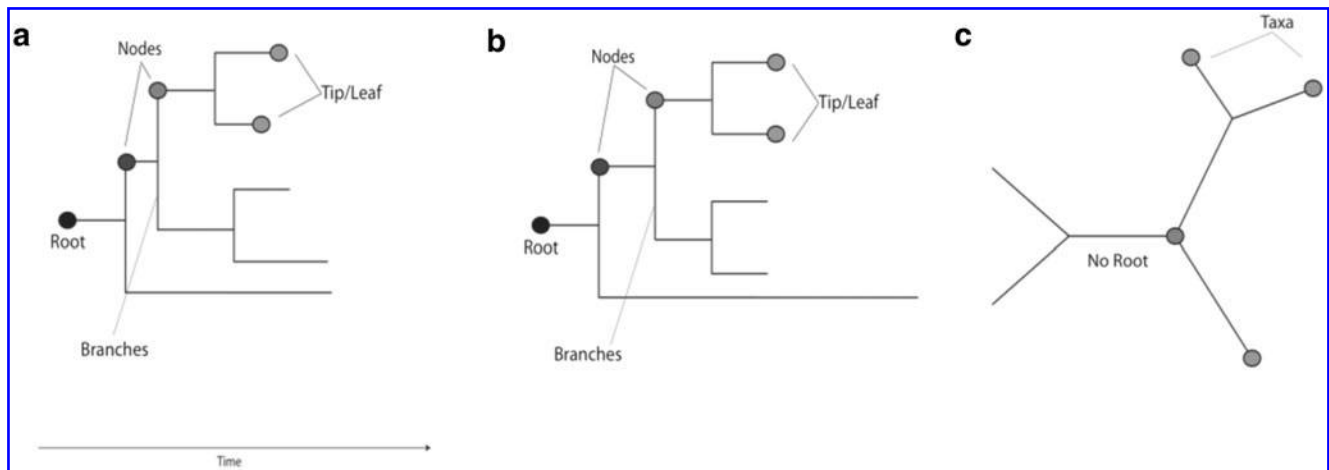 a
Nodes
Tip/Leaf
Root
Branches
Time
b
Nodes
Tip/Leaf
Root
Branches
c
Taxa
No Root